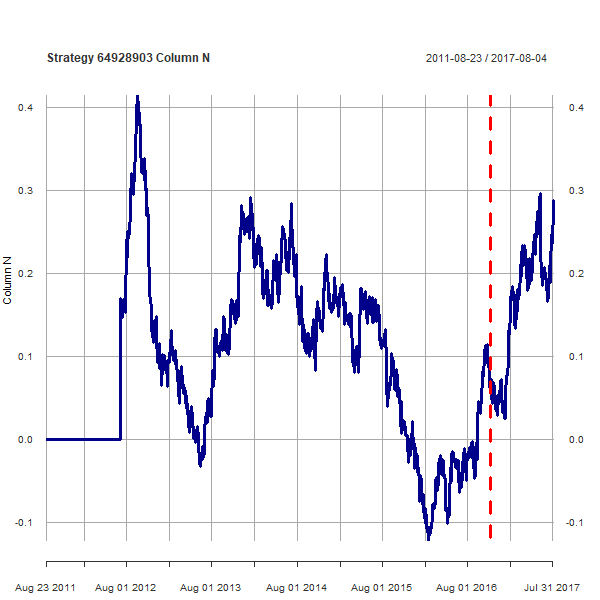 Strategy 64928903 Column N
2011-08-23 / 2017-08-04
Column N
0.4
0.3
0.2
0.1
0.0
-0.1
0.4
0.3
0.2
0.1
0.0
-0.1
Aug 23 2011
Aug 01 2012
Aug 01 2013
Aug 01 2014
Aug 01 2015
Aug 01 2016
Jul 31 2017